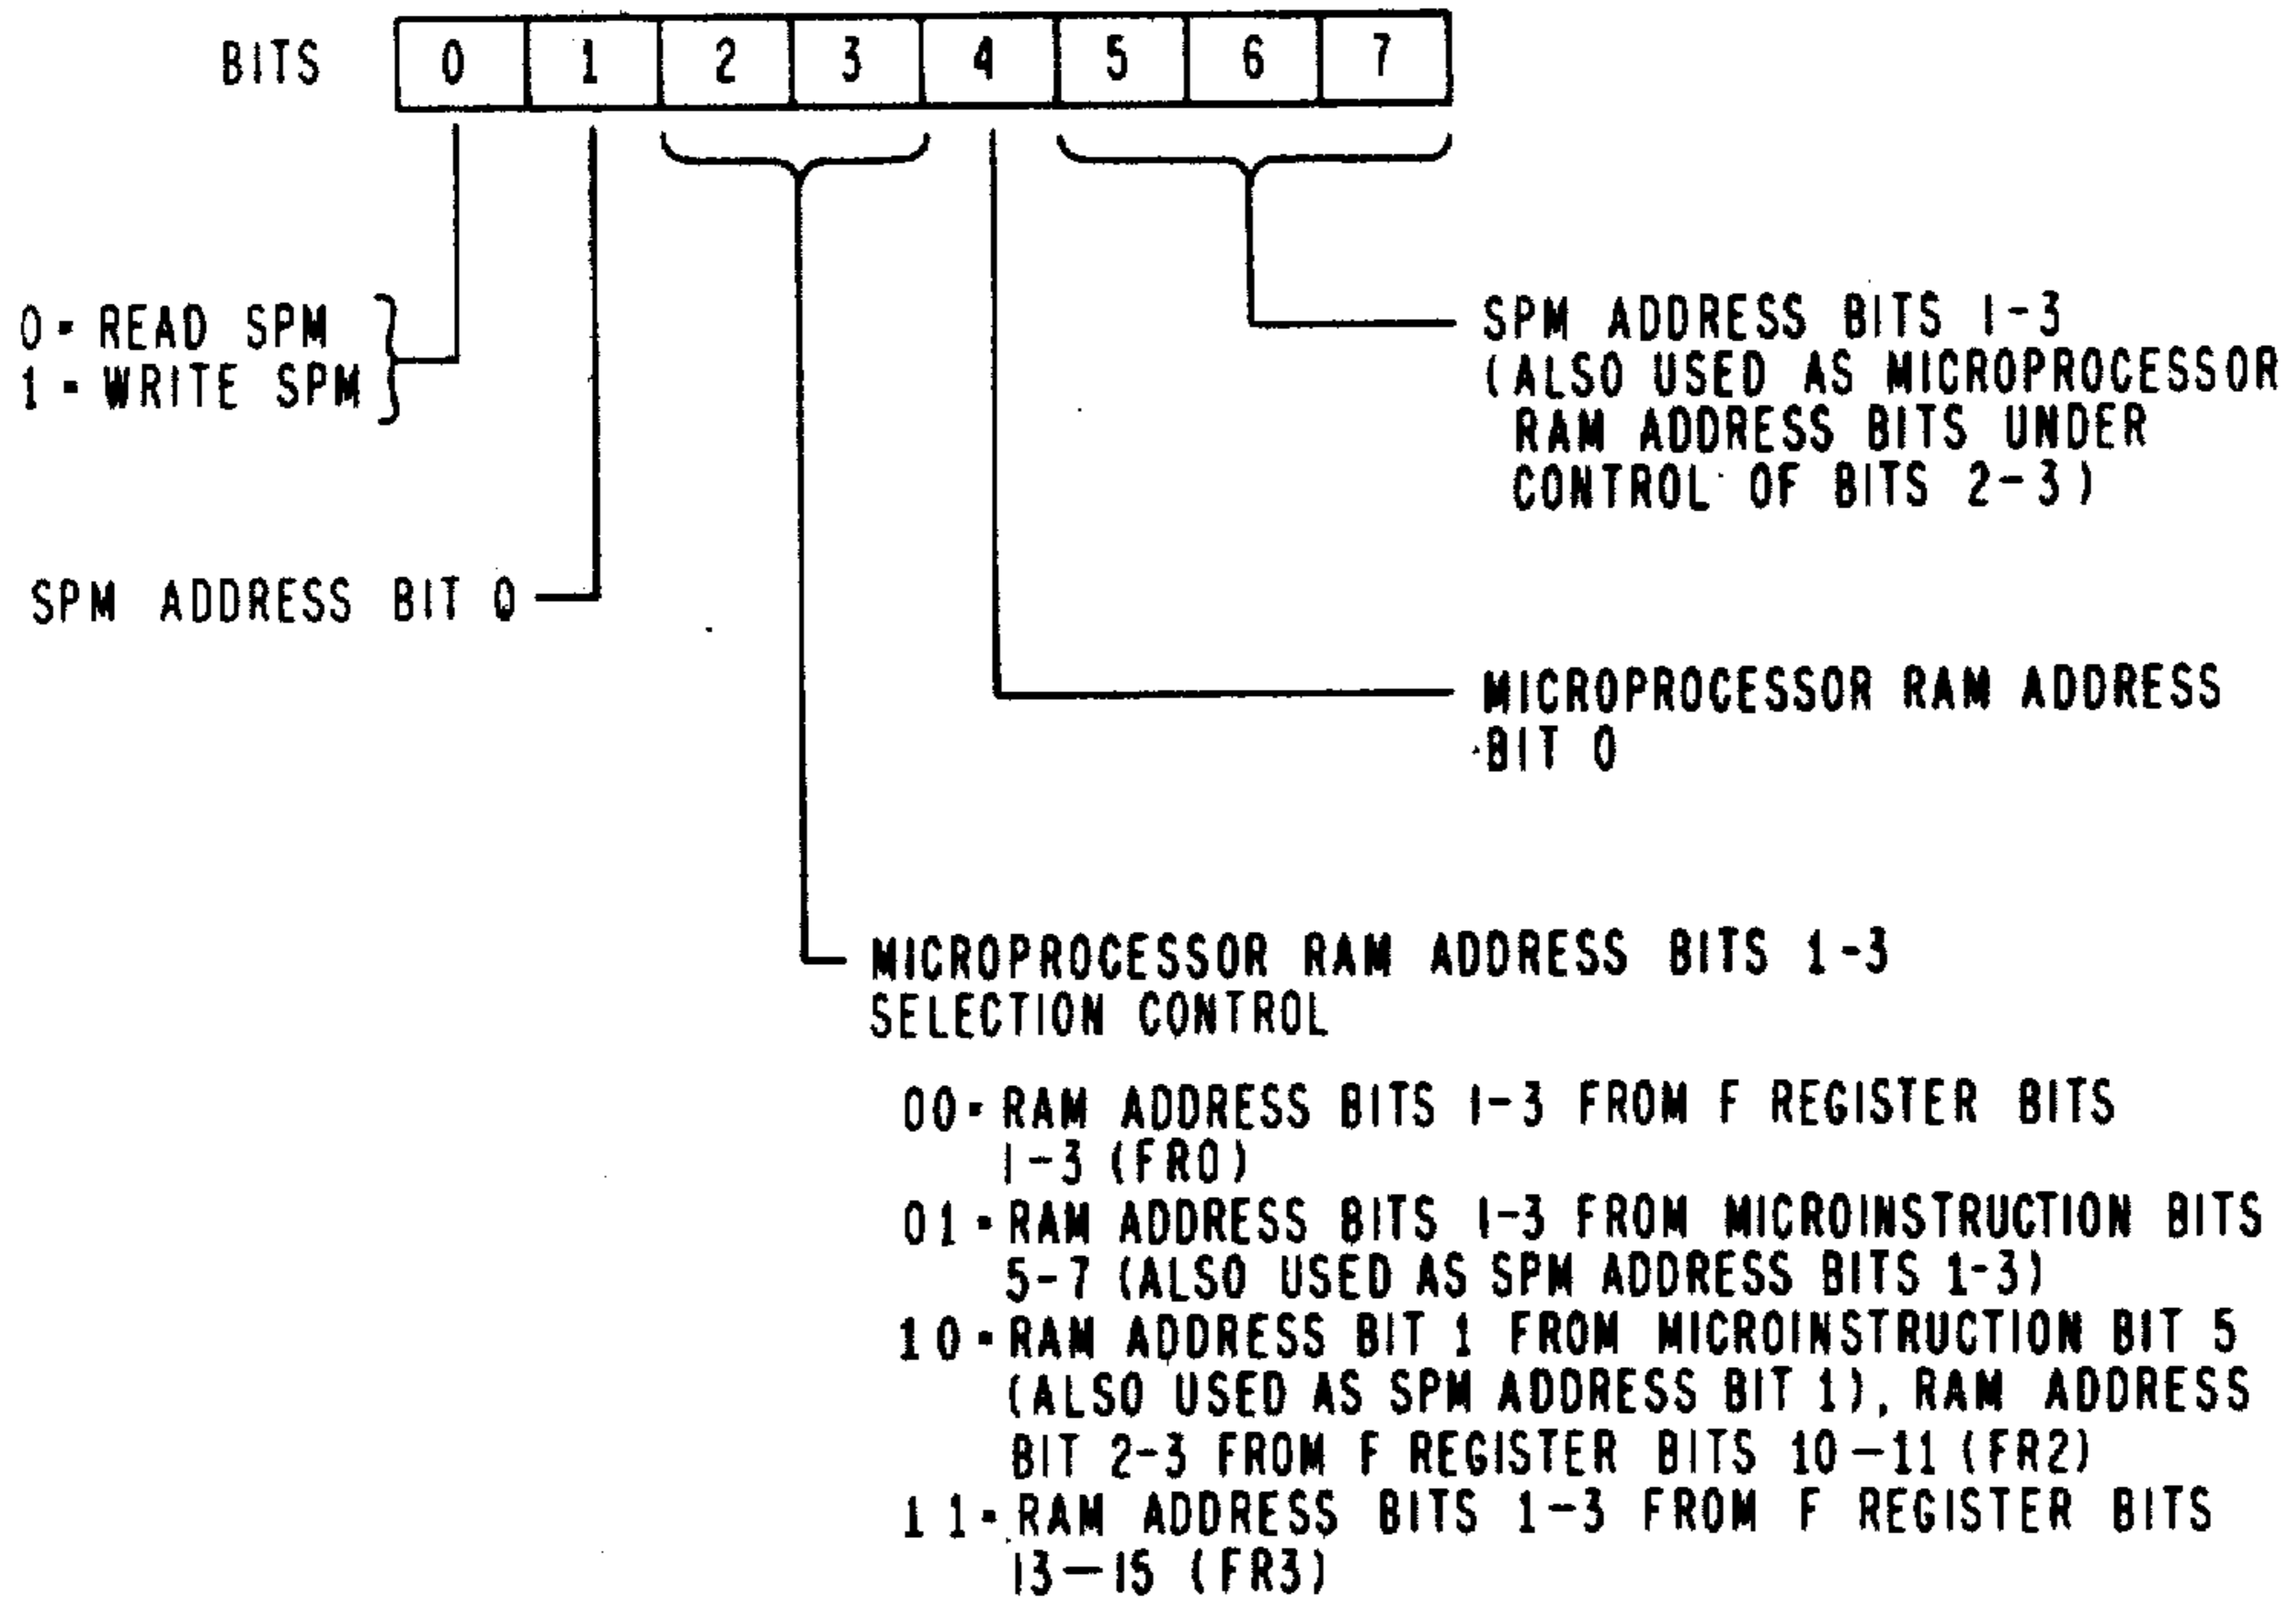 BITS 0 1 2 3 4 5 6 7
0 - READ SPM
1 - WRITE SPM
SPM ADDRESS BITS 1-3
(ALSO USED AS MICROPROCESSOR
RAM ADDRESS BITS UNDER
CONTROL OF BITS 2-3)
SPM ADDRESS BIT 0
MICROPROCESSOR RAM ADDRESS
BIT 0
MICROPROCESSOR RAM ADDRESS BITS 1-3
SELECTION CONTROL
00 - RAM ADDRESS BITS 1-3 FROM F REGISTER BITS
1-3 (FR0)
01 - RAM ADDRESS BITS 1-3 FROM MICROINSTRUCTION BITS
5-7 (ALSO USED AS SPM ADDRESS BITS 1-3)
10 - RAM ADDRESS BIT 1 FROM MICROINSTRUCTION BIT 5
(ALSO USED AS SPM ADDRESS BIT 1), RAM ADDRESS
BIT 2-3 FROM F REGISTER BITS 10-11 (FR2)
11 - RAM ADDRESS BITS 1-3 FROM F REGISTER BITS
13-15 (FR3)